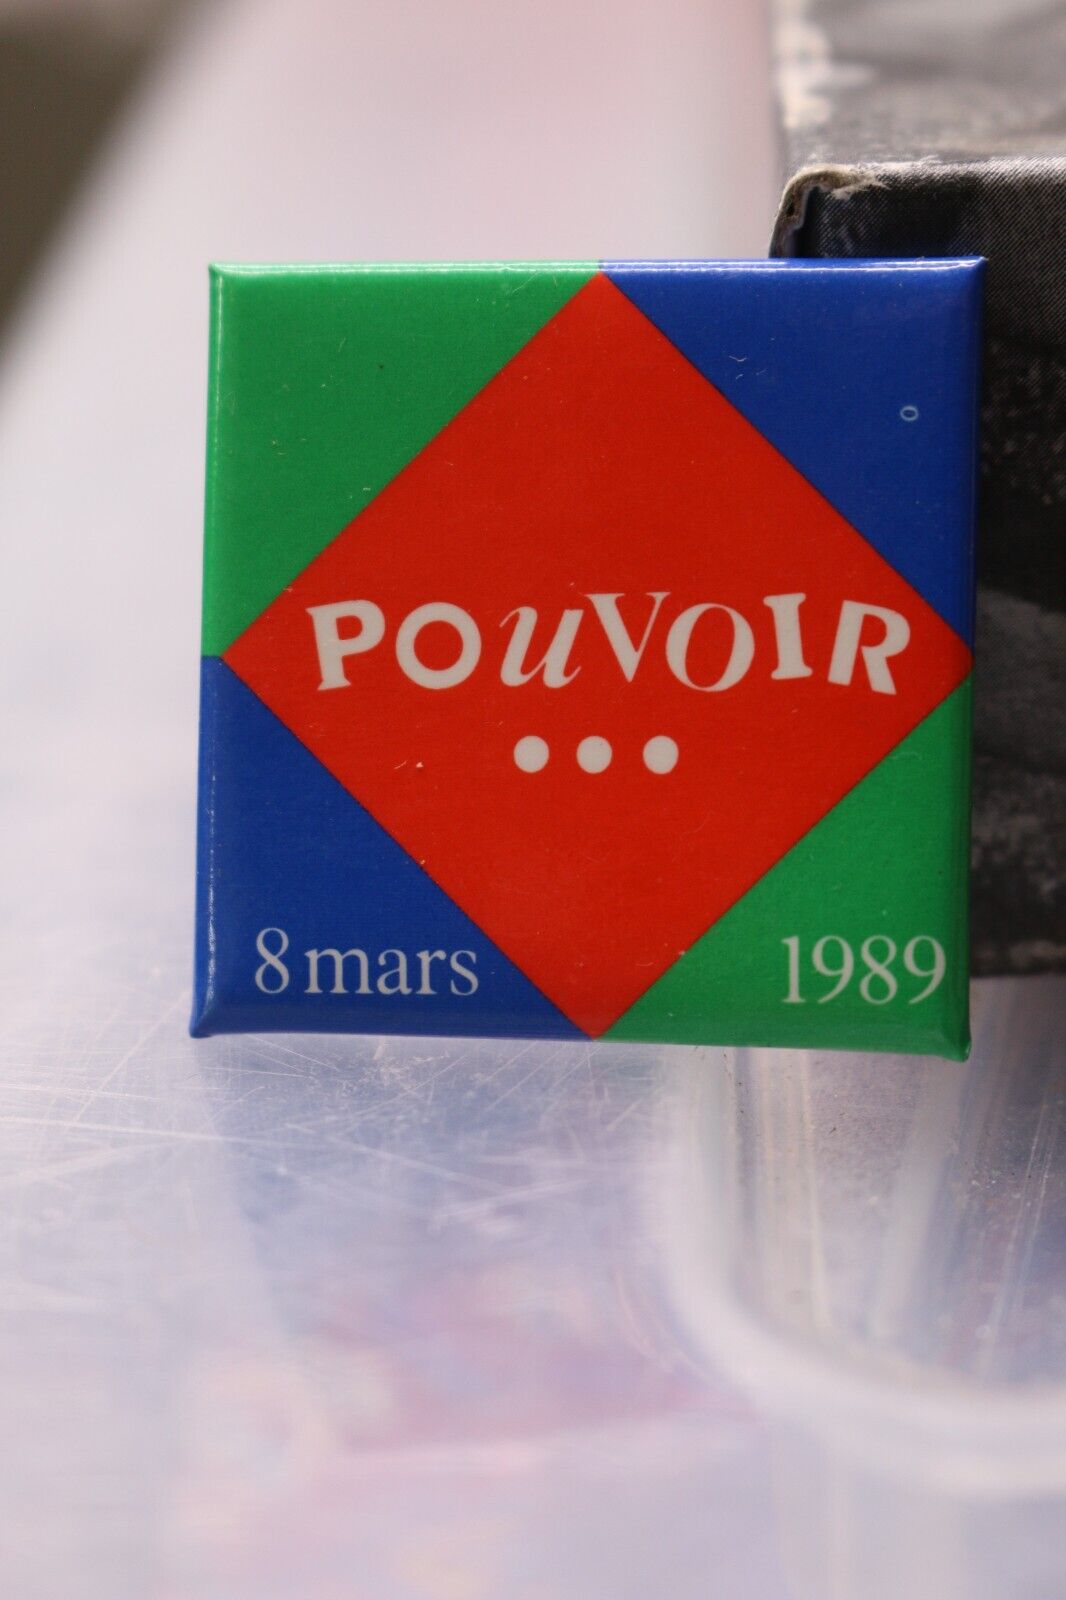 POuVOIR
•••
8 mars 1989